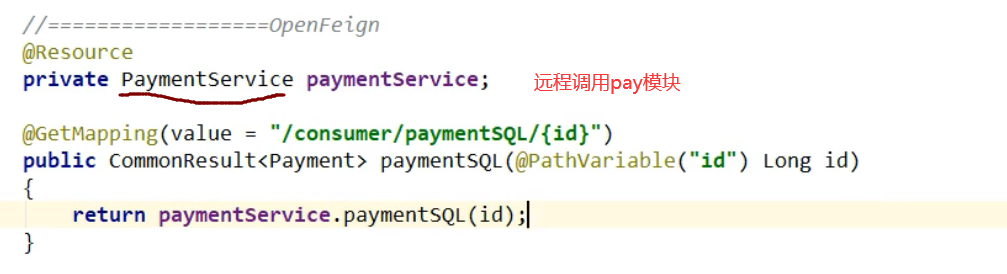 //==================OpenFeign
@Resource
private PaymentService paymentService; 远程调用pay模块
@GetMapping(value = "/consumer/paymentSQL/{id}")
public CommonResult<Payment> paymentSQL(@PathVariable("id") Long id)
{
return paymentService.paymentSQL(id);
}